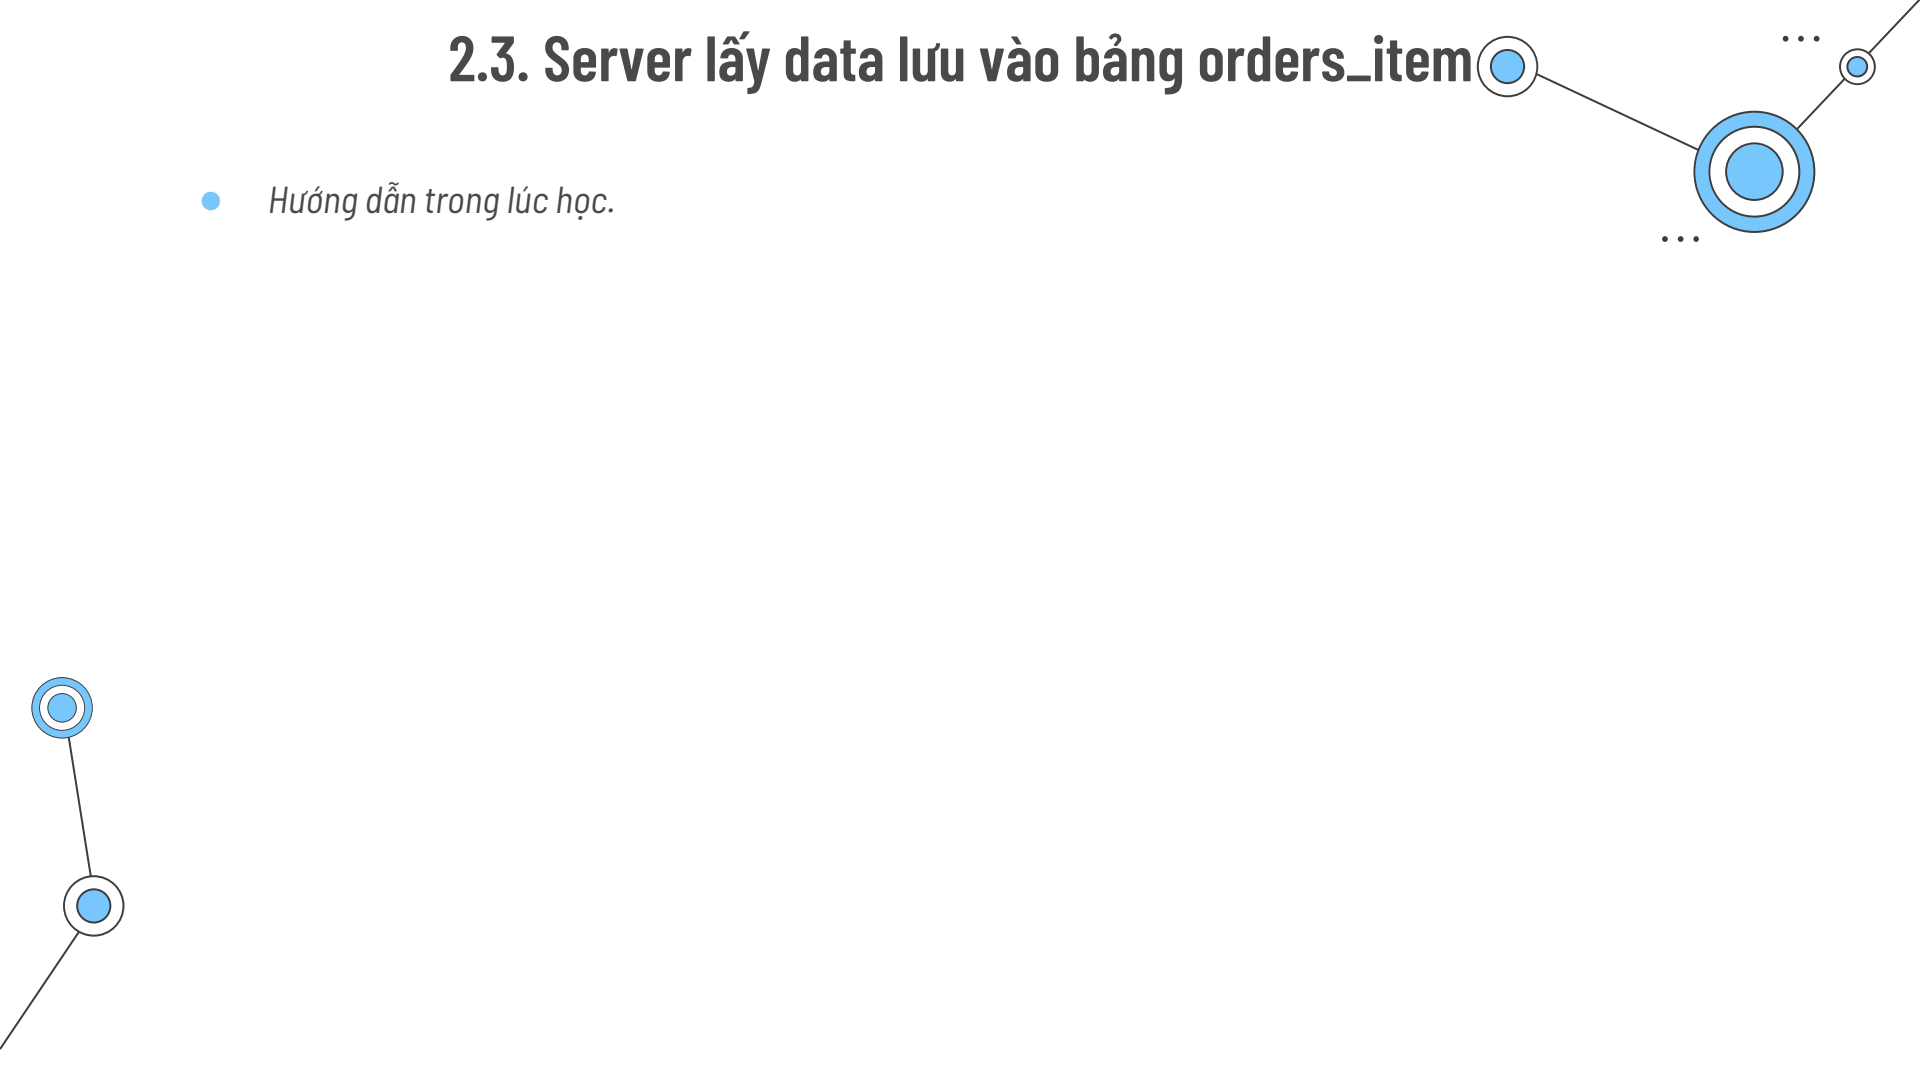 2.3. Server lấy data lưu vào bảng orders_item
Hướng dẫn trong lúc học.